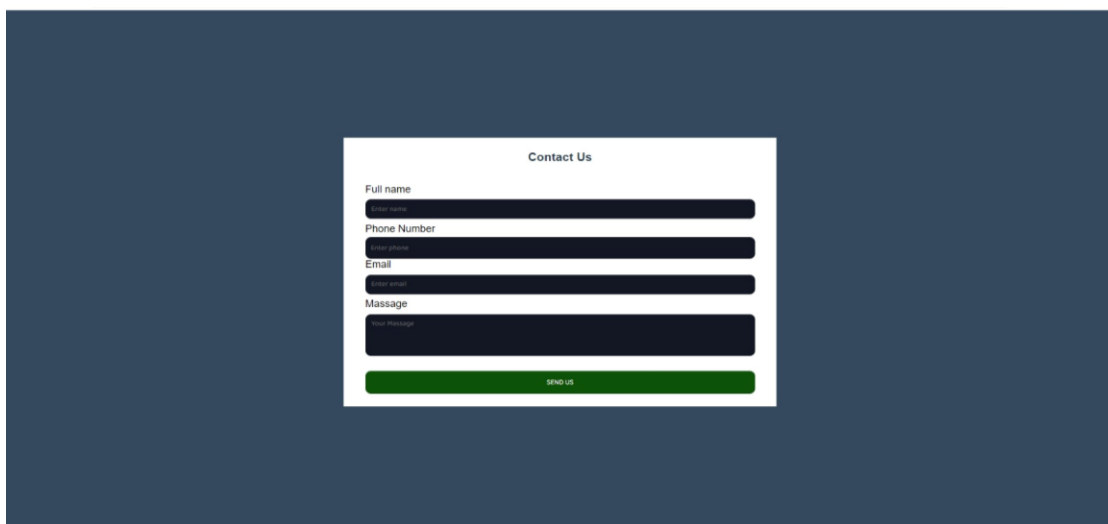 Contact Us
Full name
Enter name
Phone Number
Enter phone
Email
Enter email
Massage
Your Massage
SEND US